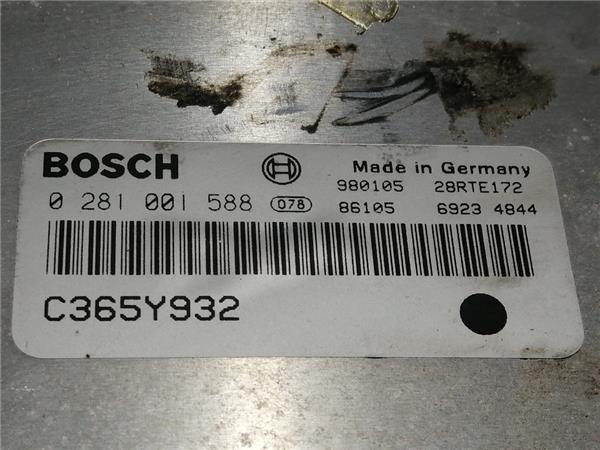 BOSCH
Made in Germany
0 281 001 588 078
980105 28RTE172
86105 6923 4844
C365Y932